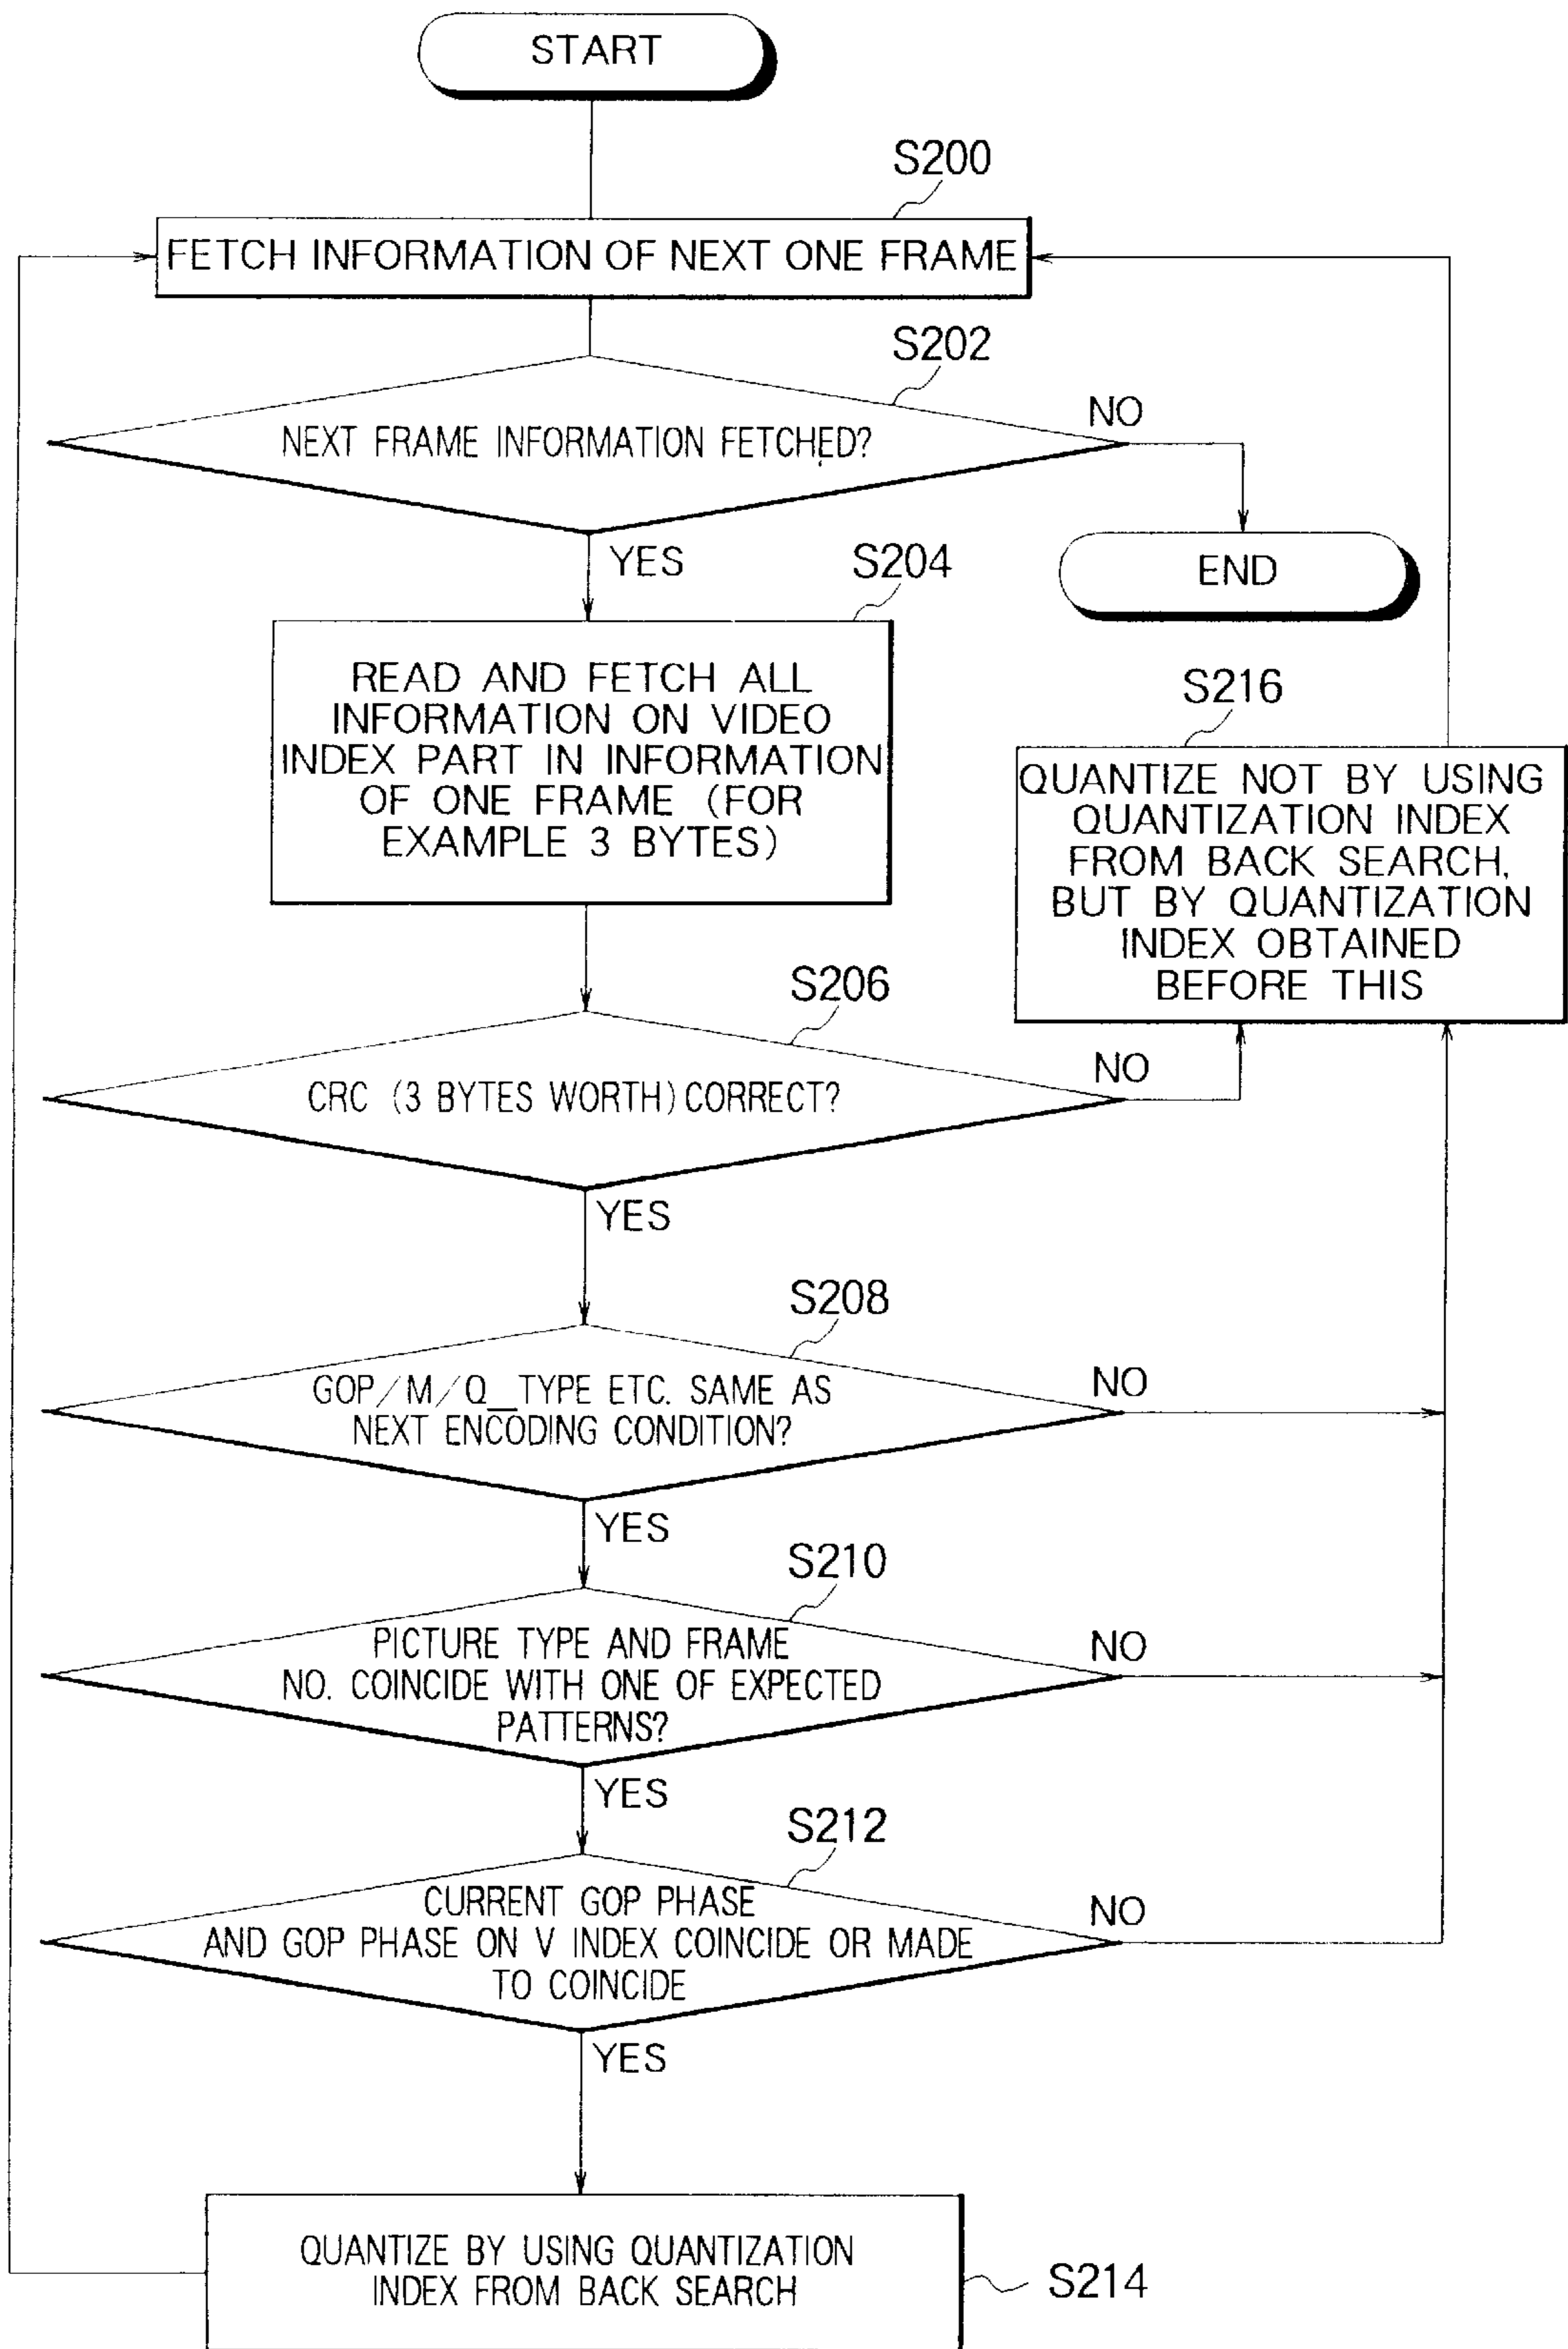 START
S200
FETCH INFORMATION OF NEXT ONE FRAME
S202
NEXT FRAME INFORMATION FETCHED?
NO
YES
END
S204
READ AND FETCH ALL
INFORMATION ON VIDEO
INDEX PART IN INFORMATION
OF ONE FRAME (FOR
EXAMPLE 3 BYTES)
S216
QUANTIZE NOT BY USING
QUANTIZATION INDEX
FROM BACK SEARCH,
BUT BY QUANTIZATION
INDEX OBTAINED
BEFORE THIS
S206
CRC (3 BYTES WORTH) CORRECT?
NO
YES
S208
GOP/M/Q_TYPE ETC. SAME AS
NEXT ENCODING CONDITION?
NO
YES
S210
PICTURE TYPE AND FRAME
NO. COINCIDE WITH ONE OF EXPECTED
PATTERNS?
NO
YES
S212
CURRENT GOP PHASE
AND GOP PHASE ON V INDEX COINCIDE OR MADE
TO COINCIDE
NO
YES
QUANTIZE BY USING QUANTIZATION
INDEX FROM BACK SEARCH
S214